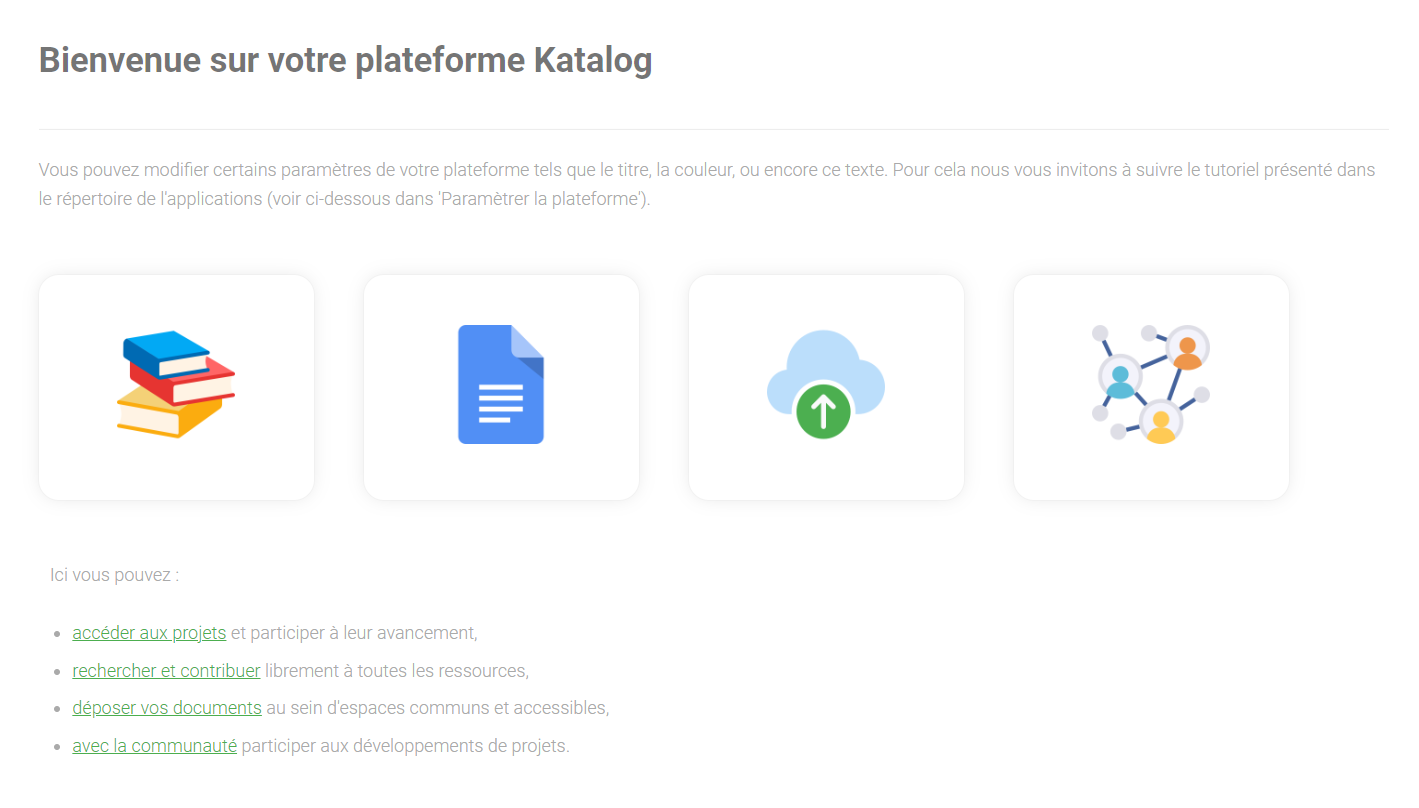 Bienvenue sur votre plateforme Katalog
Vous pouvez modifier certains paramètres de votre plateforme tels que le titre, la couleur, ou encore ce texte. Pour cela nous vous invitons à suivre le tutoriel présenté dans
le répertoire de l'applications (voir ci-dessous dans 'Paramètrer la plateforme').
Ici vous pouvez :
accéder aux projets et participer à leur avancement,
rechercher et contribuer librement à toutes les ressources,
déposer vos documents au sein d'espaces communs et accessibles,
avec la communauté participer aux développements de projets.